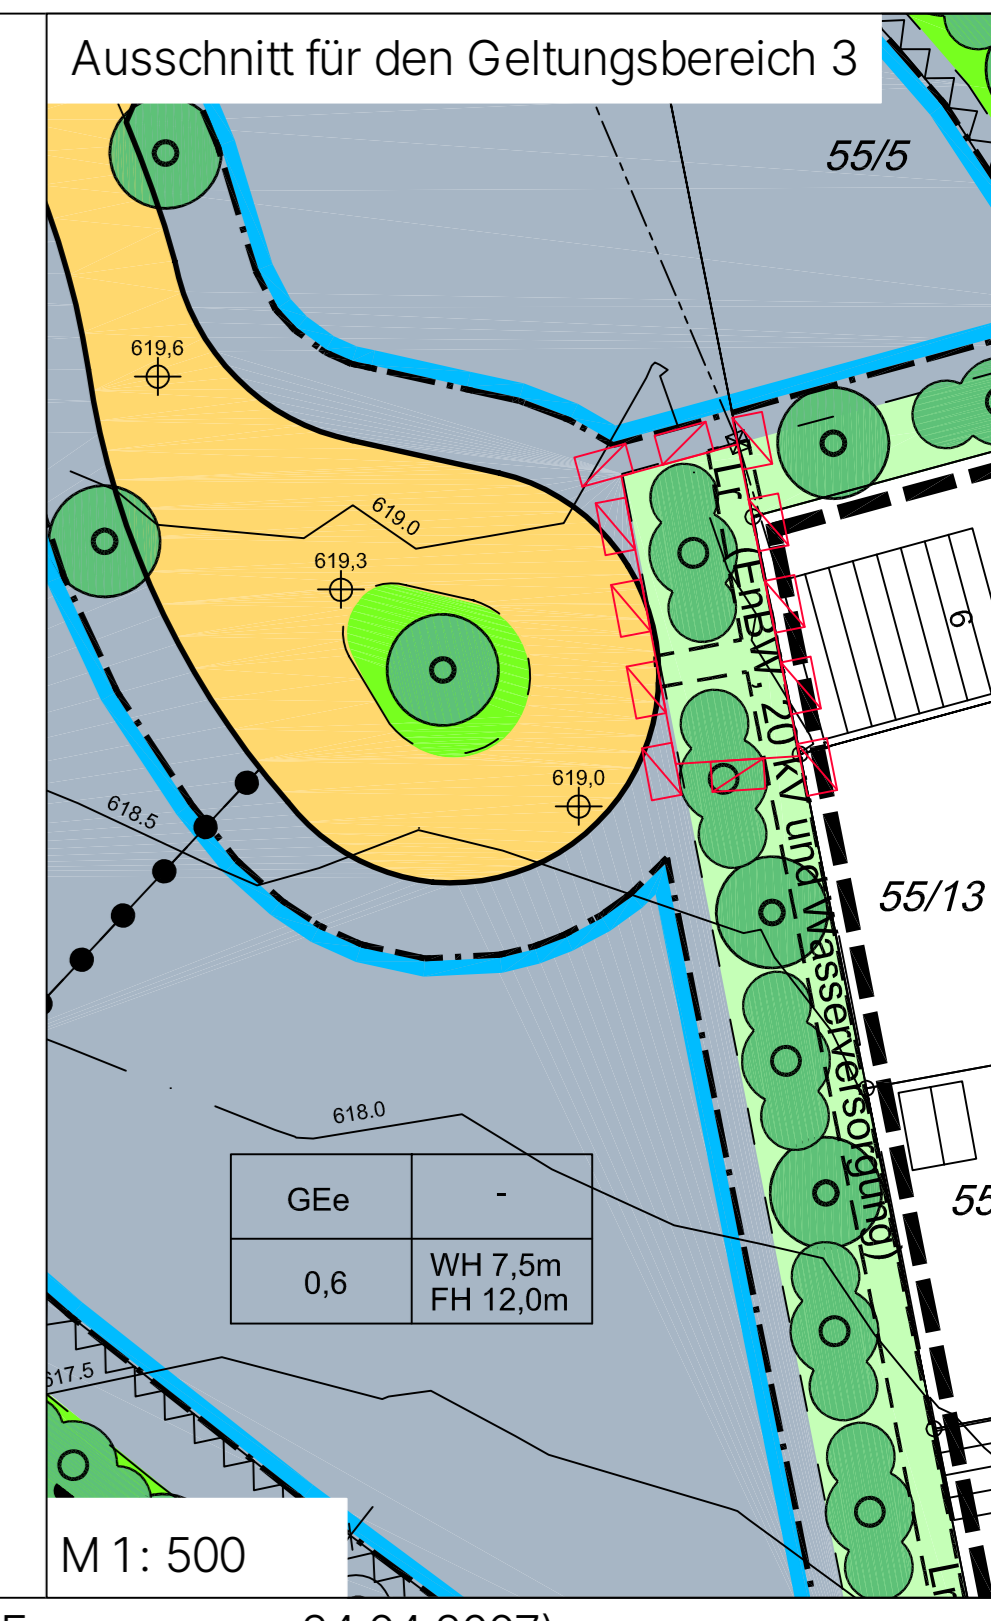 Ausschnitt für den Geltungsbereich 3
55/5
619,6
619.0
619,3
Lr
(EnBW, 20 kV und Wasserversorgung)
6
619,0
618.5
55/13
618.0
GEe
-
0,6
WH 7,5m
FH 12,0m
55
617.5
M 1: 500
Lr